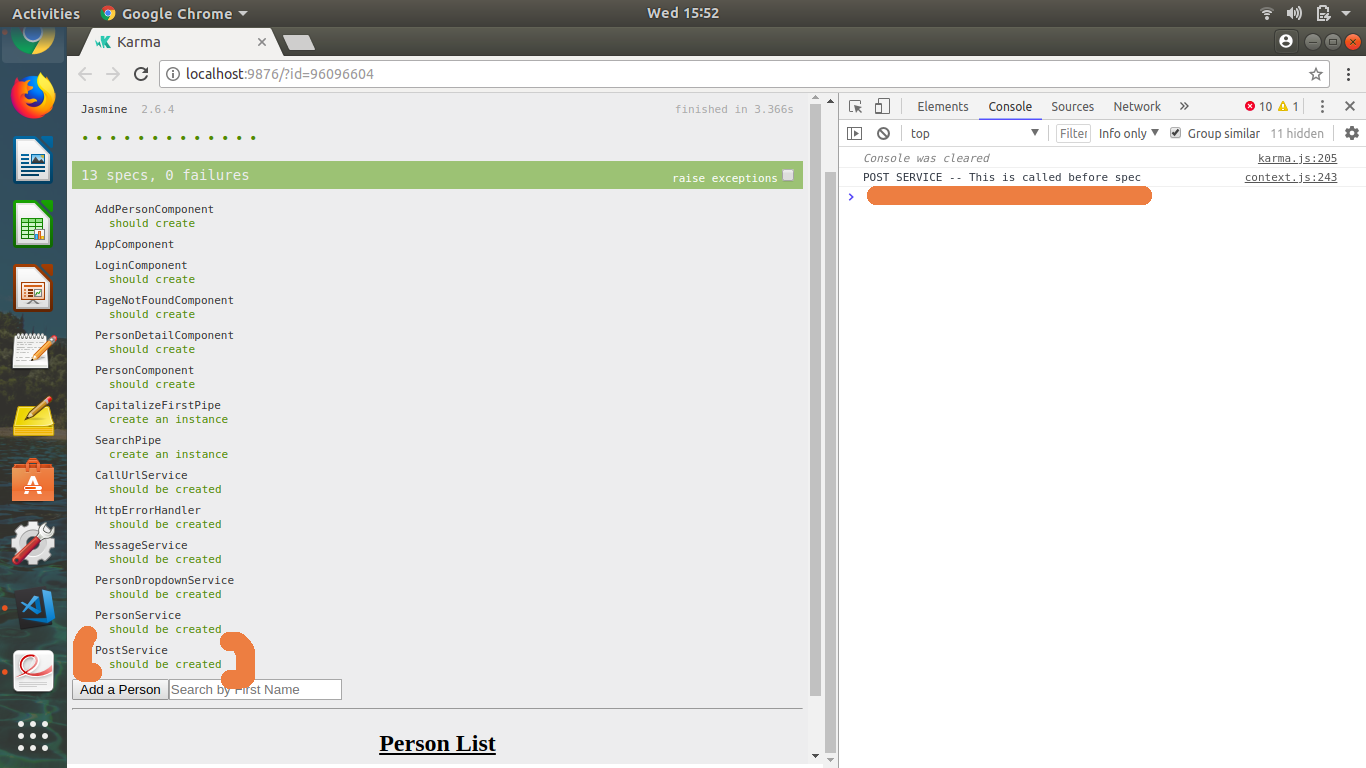 Activities Google Chrome Wed 15:52
Karma
localhost:9876/?id=96096604
Jasmine 2.6.4 finished in 3.366s
• • • • • • • • • • • • •
13 specs, 0 failures raise exceptions
AddPersonComponent
should create
AppComponent
LoginComponent
should create
PageNotFoundComponent
should create
PersonDetailComponent
should create
PersonComponent
should create
CapitalizeFirstPipe
create an instance
SearchPipe
create an instance
CallUrlService
should be created
HttpErrorHandler
should be created
MessageService
should be created
PersonDropdownService
should be created
PersonService
should be created
PostService
should be created
Add a Person Search by First Name
Person List
Elements Console Sources Network » 10 1
top Filter Info only Group similar 11 hidden
Console was cleared karma.js:205
POST SERVICE -- This is called before spec context.js:243
›